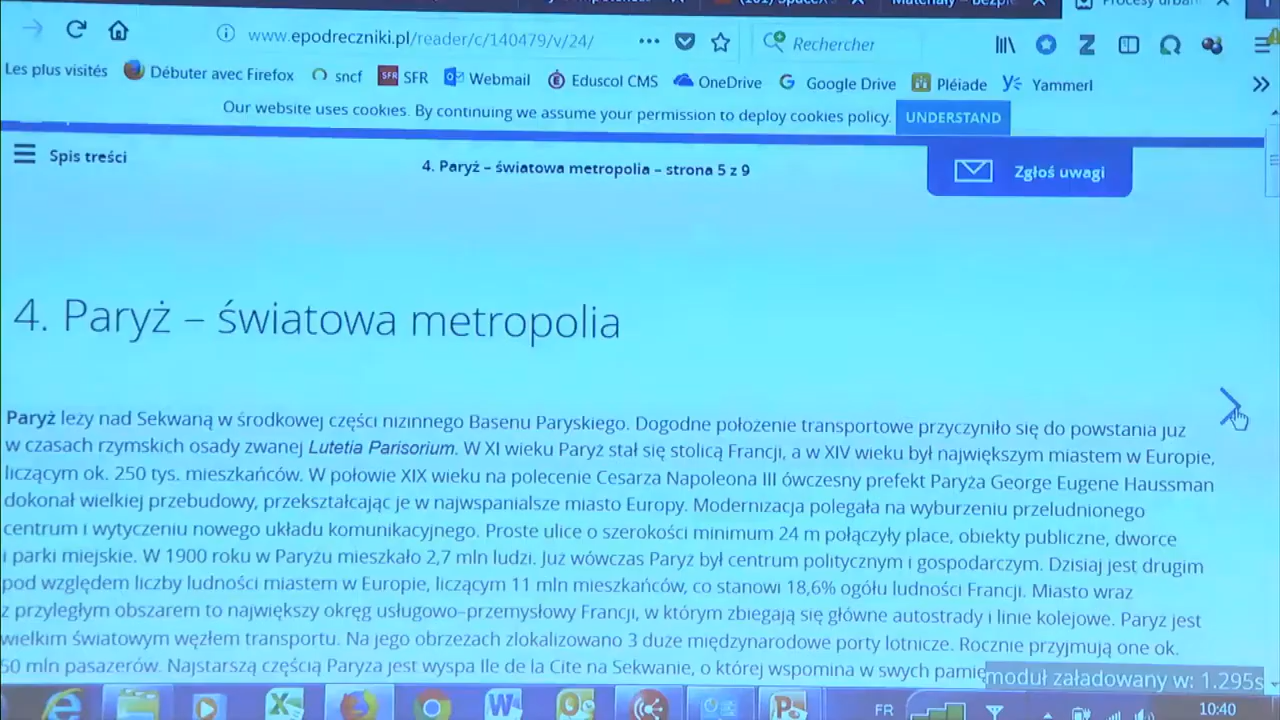 www.epodreczniki.pl/reader/c/140479/v/24/
Rechercher
Les plus visités
Débuter avec Firefox
sncf
SFR
SFR
Webmail
Eduscol CMS
OneDrive
Google Drive
Pléiade
Yammerl
Our website uses cookies. By continuing we assume your permission to deploy cookies policy.
UNDERSTAND
Spis treści
4. Paryż – światowa metropolia – strona 5 z 9
Zgłoś uwagi
4. Paryż – światowa metropolia
Paryż lezy nad Sekwaną w środkowej części nizinnego Basenu Paryskiego. Dogodne położenie transportowe przyczyniło się do powstania juz
w czasach rzymskich osady zwanej Lutetia Parisorium. W XI wieku Paryż stał się stolicą Francji, a w XIV wieku był największym miastem w Europie,
liczącym ok. 250 tys. mieszkańców. W połowie XIX wieku na polecenie Cesarza Napoleona III ówczesny prefekt Paryża George Eugene Haussman
dokonał wielkiej przebudowy, przekształcając je w najwspanialsze miasto Europy. Modernizacja polegała na wyburzeniu przeludnionego
centrum i wytyczeniu nowego układu komunikacyjnego. Proste ulice o szerokości minimum 24 m połączyły place, obiekty publiczne, dworce
i parki miejskie. W 1900 roku w Paryżu mieszkało 2,7 mln ludzi. Już wówczas Paryż był centrum politycznym i gospodarczym. Dzisiaj jest drugim
pod względem liczby ludności miastem w Europie, liczącym 11 mln mieszkańców, co stanowi 18,6% ogółu ludności Francji. Miasto wraz
z przyległym obszarem to największy okręg usługowo-przemysłowy Francji, w którym zbiegają się główne autostrady i linie kolejowe. Paryż jest
wielkim światowym węzłem transportu. Na jego obrzeżach zlokalizowano 3 duże międzynarodowe porty lotnicze. Rocznie przyjmują one ok.
50 mln pasażerów. Najstarszą częścią Paryża jest wyspa Ile de la Cite na Sekwanie, o której wspomina w swych pamię
moduł załadowany w: 1.295s
FR
10:40